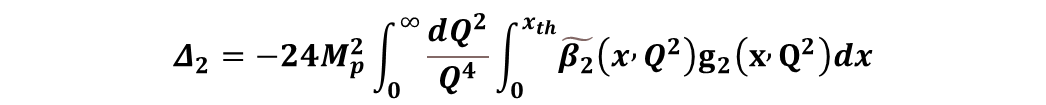 Δ₂ = −24M_p² ∫₀^∞ dQ²/Q⁴ ∫₀^{x_th} β̃₂(x, Q²)g₂(x, Q²)dx